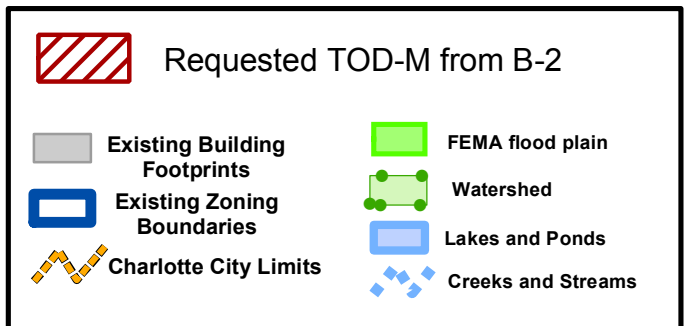 Requested TOD-M from B-2
Existing Building
Footprints
Existing Zoning
Boundaries
Charlotte City Limits
FEMA flood plain
Watershed
Lakes and Ponds
Creeks and Streams